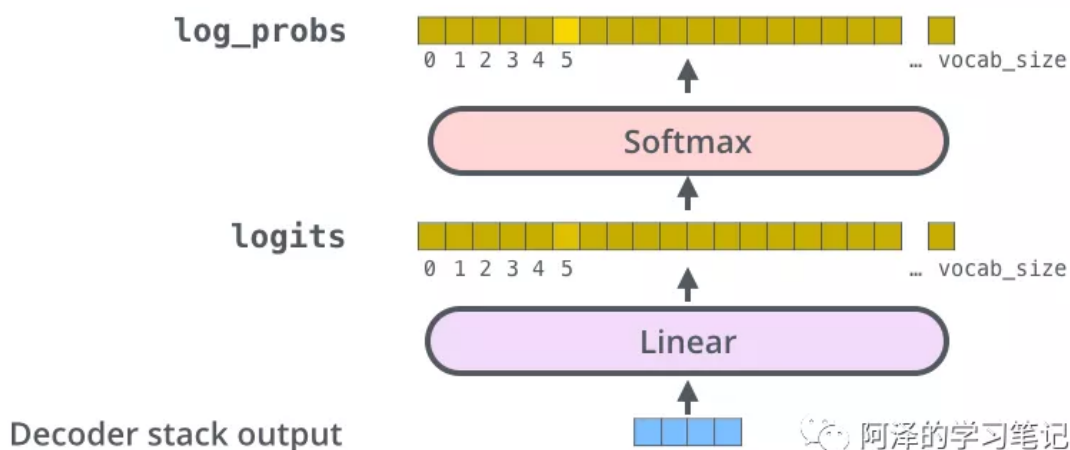 log_probs
0 1 2 3 4 5 … vocab_size
Softmax
logits
0 1 2 3 4 5 … vocab_size
Linear
Decoder stack output
阿泽的学习笔记